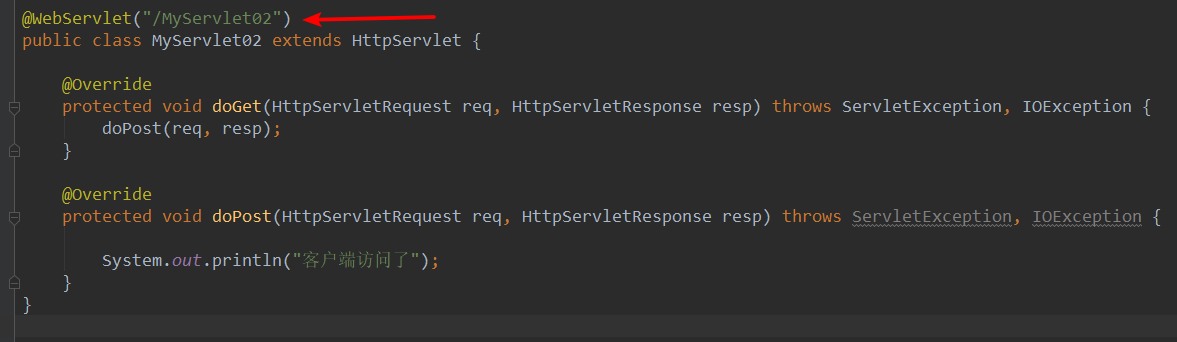 @WebServlet("/MyServlet02")
public class MyServlet02 extends HttpServlet {
@Override
protected void doGet(HttpServletRequest req, HttpServletResponse resp) throws ServletException, IOException {
doPost(req, resp);
}
@Override
protected void doPost(HttpServletRequest req, HttpServletResponse resp) throws ServletException, IOException {
System.out.println("客户端访问了");
}
}